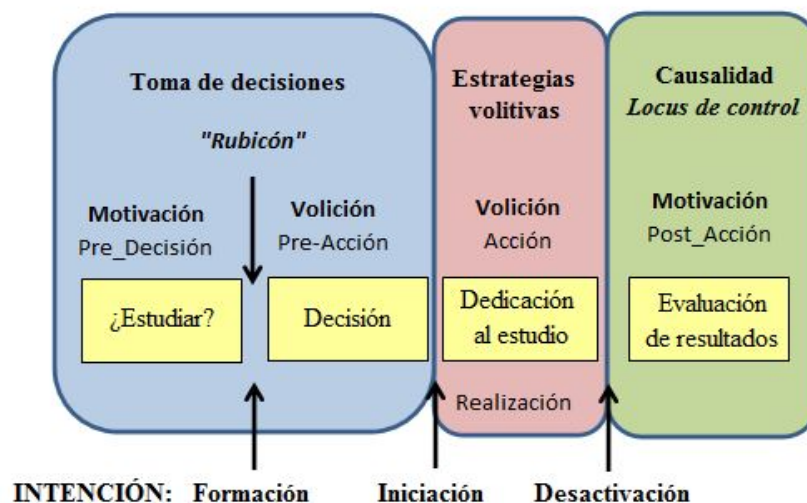 Toma de decisiones
"Rubicón"
Motivación
Pre_Decisión
Volición
Pre-Acción
¿Estudiar?
Decisión
Estrategias
volitivas
Volición
Acción
Dedicación
al estudio
Realización
Causalidad
Locus de control
Motivación
Post_Acción
Evaluación
de resultados
INTENCIÓN: Formación Iniciación Desactivación